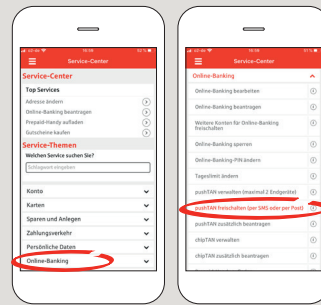 10:58
Service-Center
Service-Center
Top Services
Adresse ändern
Online-Banking beantragen
Prepaid-Handy aufladen
Gutscheine kaufen
Service-Themen
Welchen Service suchen Sie?
Schlagwort eingeben
Konto
Karten
Sparen und Anlegen
Zahlungsverkehr
Persönliche Daten
Online-Banking
10:58
Service-Center
Online-Banking
Online-Banking bearbeiten
Online-Banking beantragen
Weitere Konten für Online-Banking
freischalten
Online-Banking sperren
Online-Banking-PIN ändern
Tageslimit ändern
pushTAN verwalten (maximal 2 Endgeräte)
pushTAN freischalten (per SMS oder per Post)
pushTAN zusätzlich beantragen
chipTAN verwalten
chipTAN zusätzlich beantragen